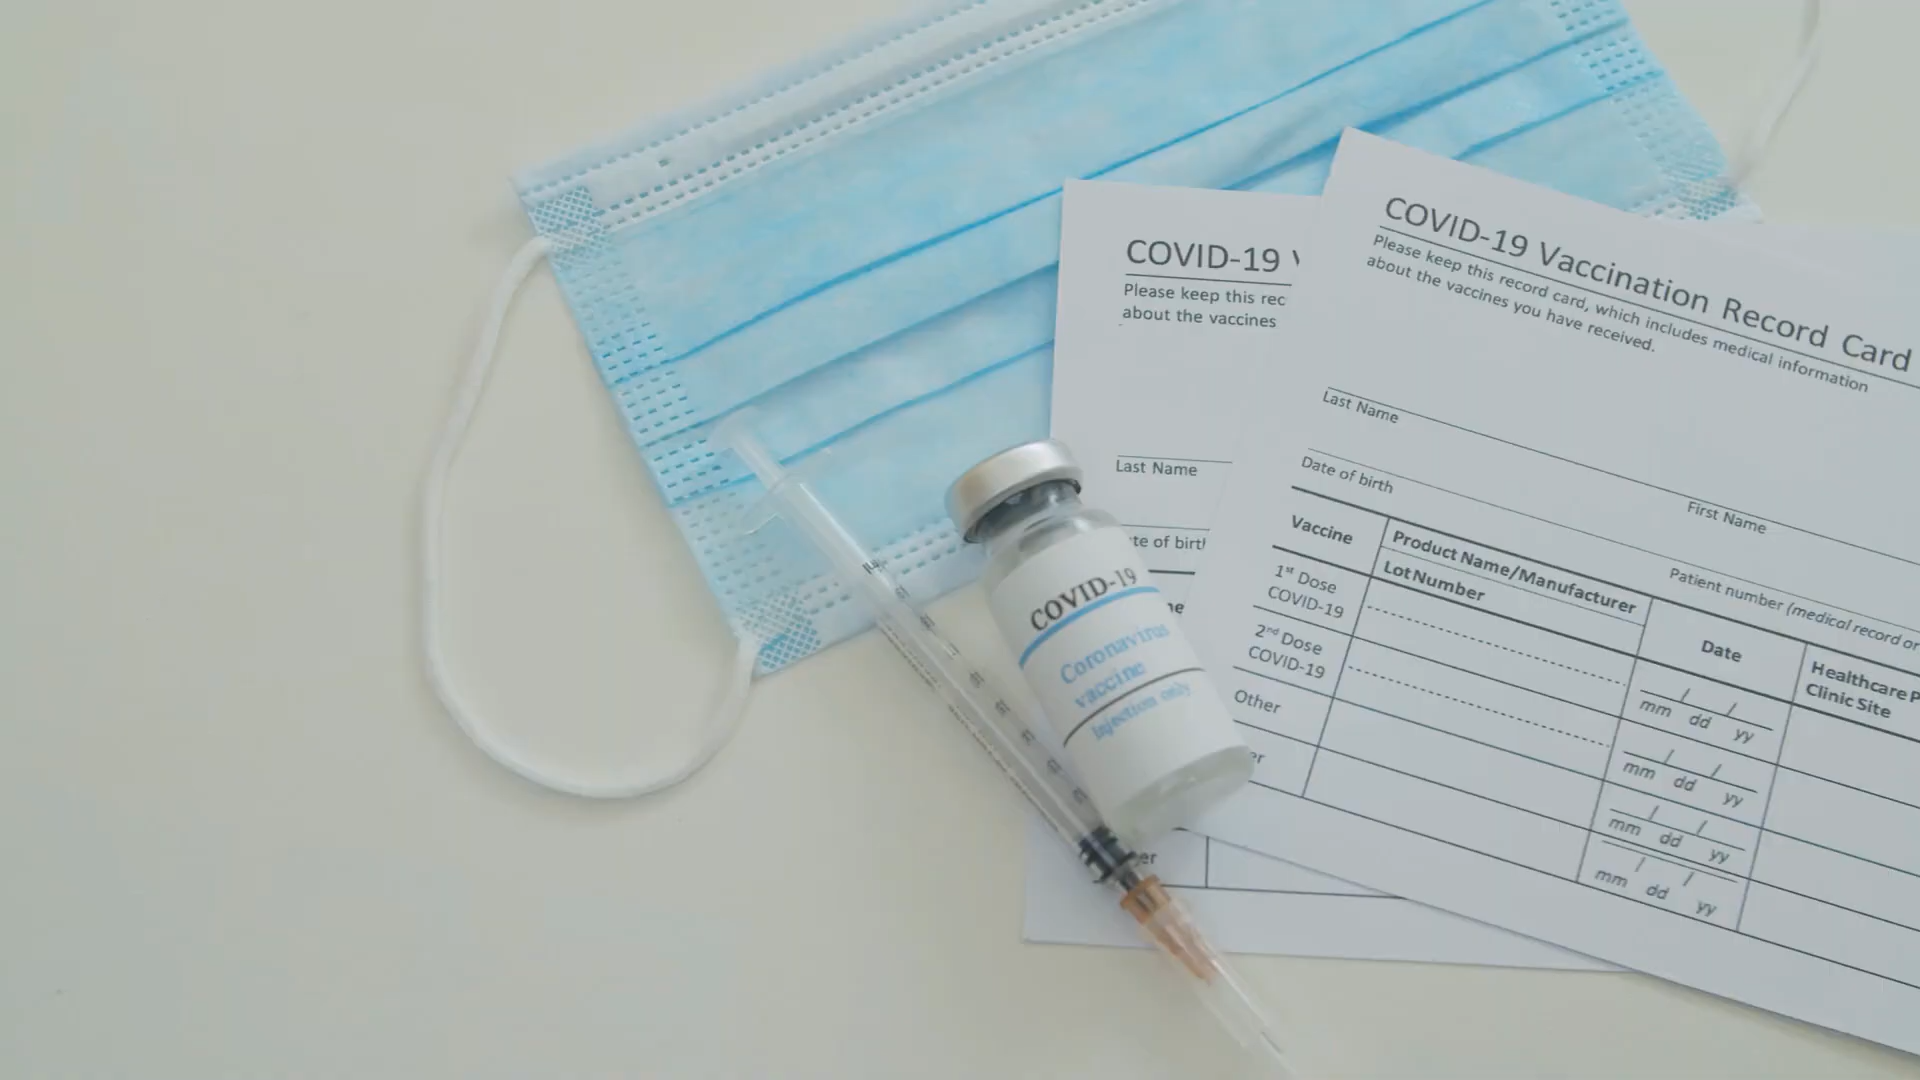 COVID-19
Please keep this rec
about the vaccines
Last Name
te of birth
COVID-19 Vaccination Record Card
Please keep this record card, which includes medical information
about the vaccines you have received.
Last Name
First Name
Date of birth
Patient number (medical record or
Vaccine
Product Name/Manufacturer
Lot Number
Date
Healthcare P
Clinic Site
1st Dose
COVID-19
mm dd yy
2nd Dose
COVID-19
mm dd yy
Other
mm dd yy
er
mm dd yy
er
COVID-19
Coronavirus
vaccine
Injection only